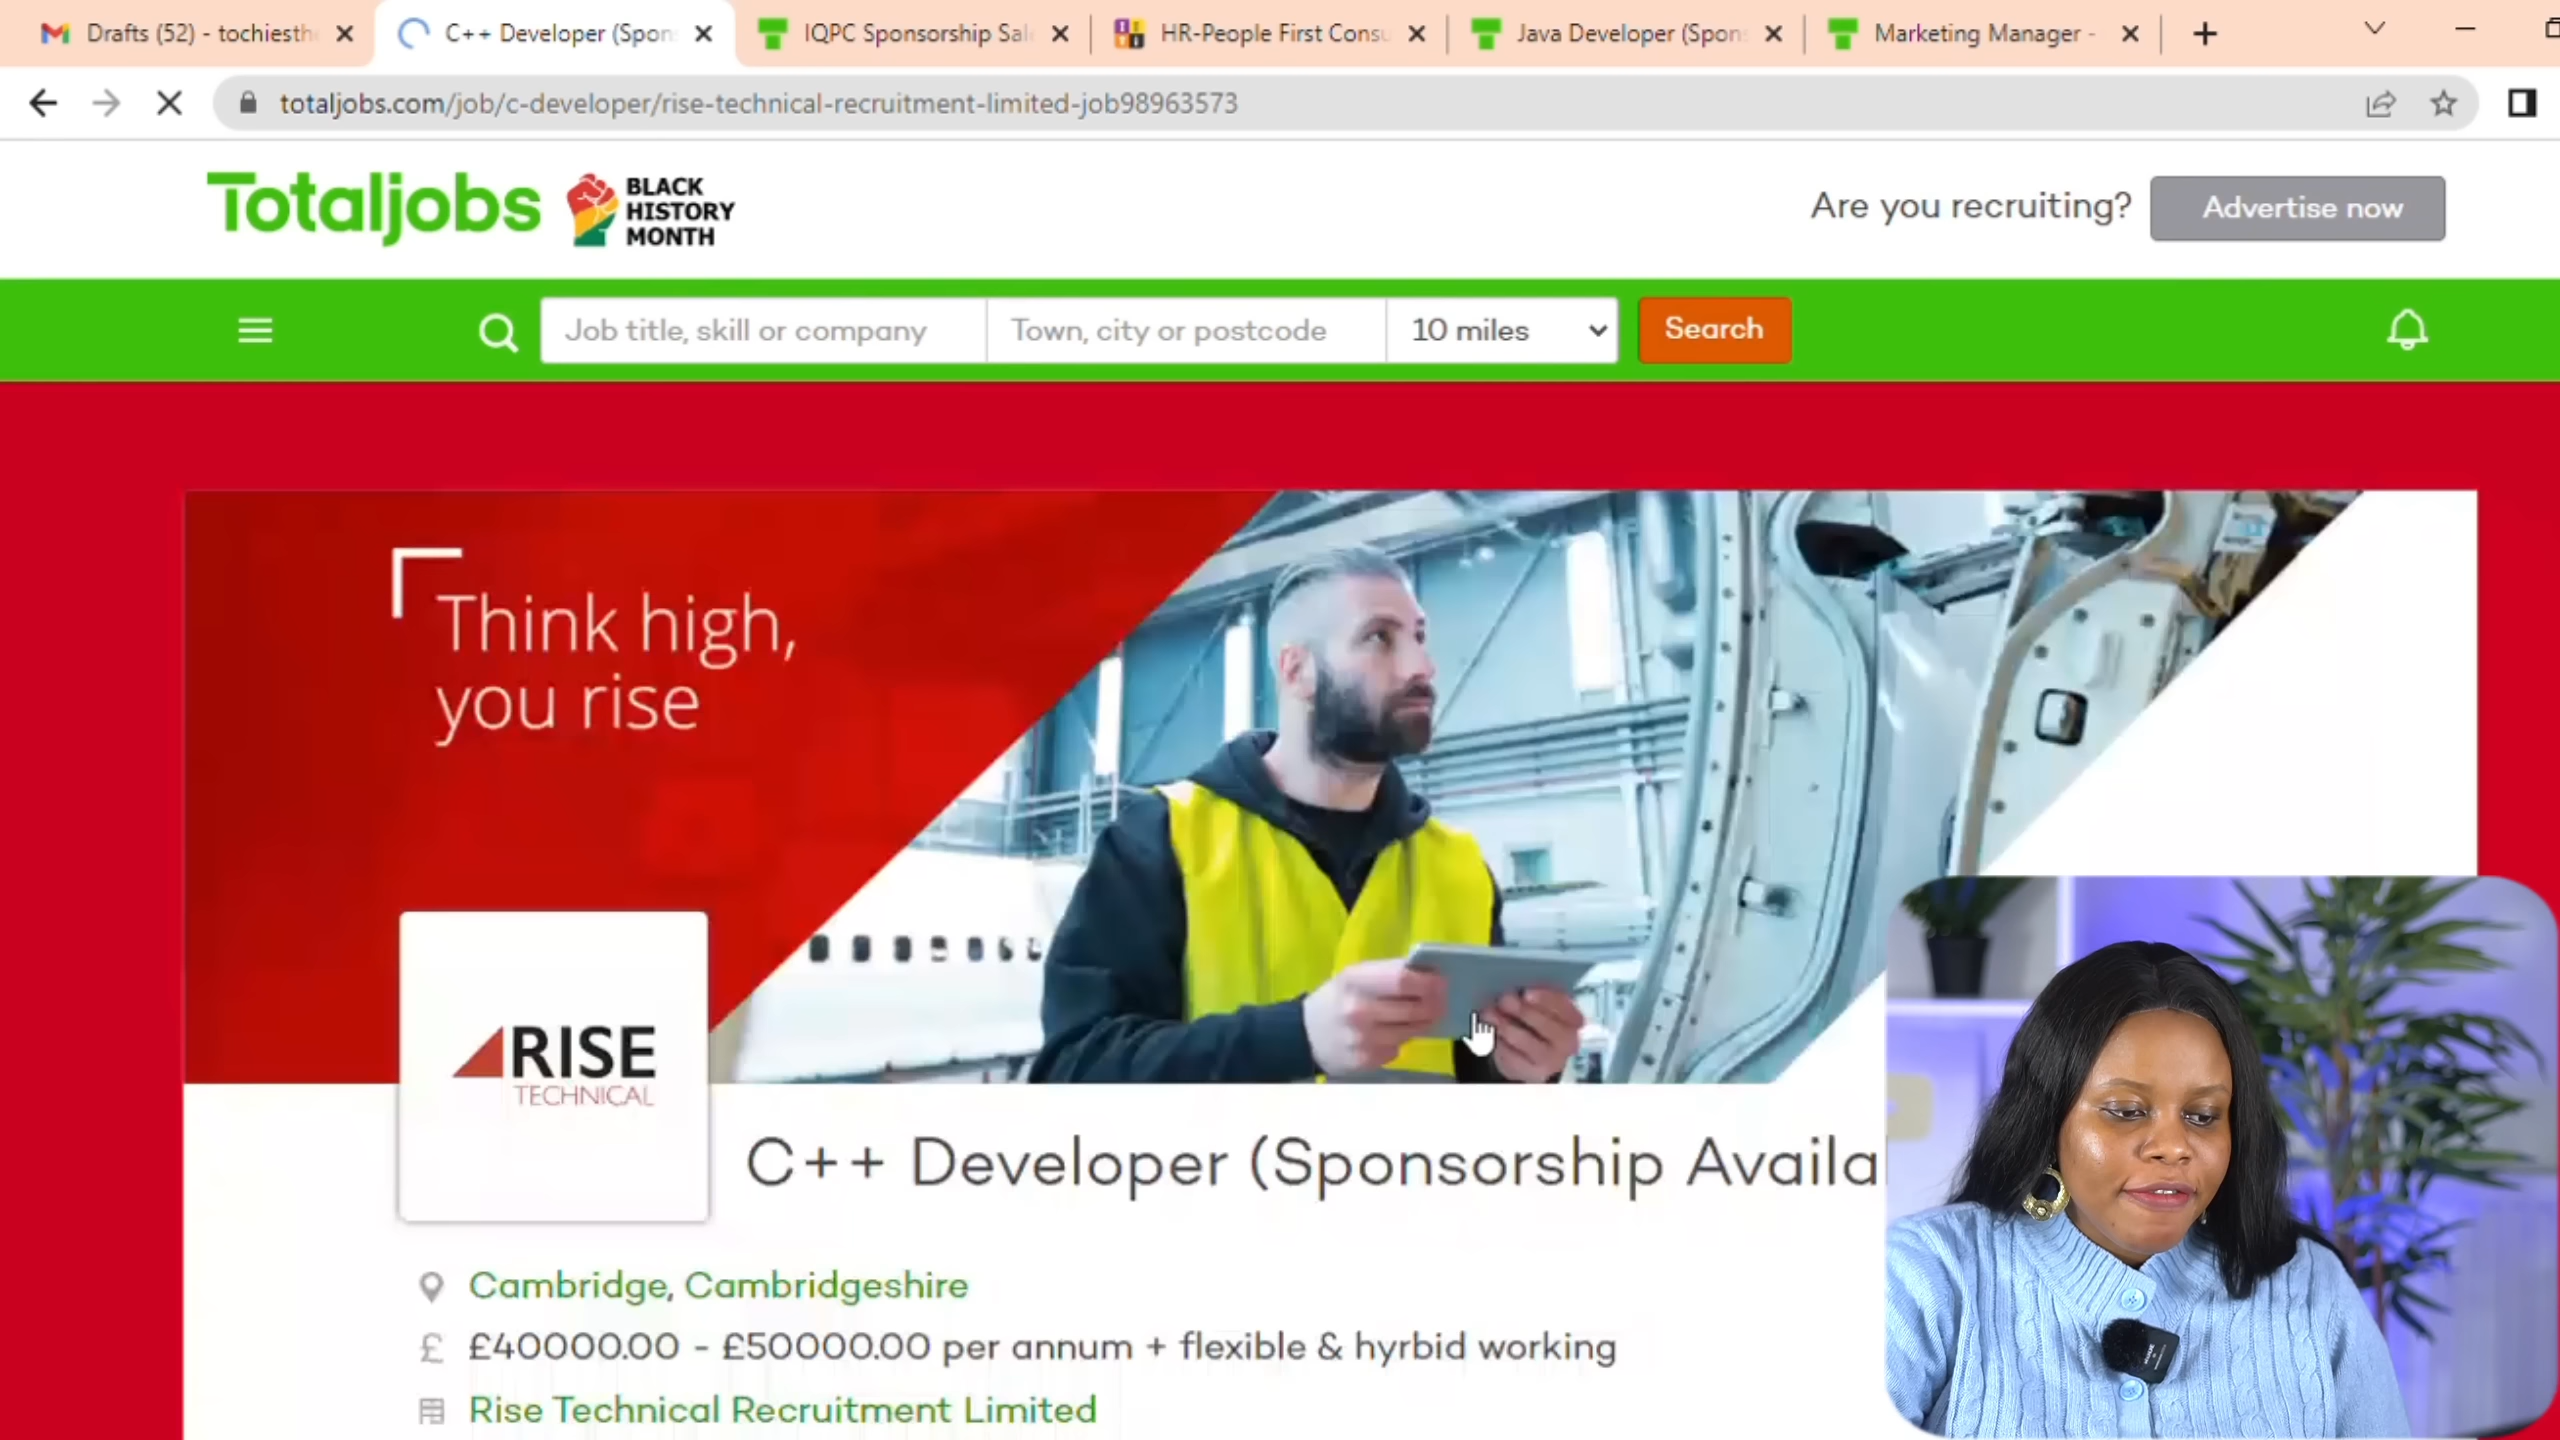 Drafts (52) - tochiesth
C++ Developer (Spons
IQPC Sponsorship Sal
HR-People First Consu
Java Developer (Spon
Marketing Manager -
totaljobs.com/job/c-developer/rise-technical-recruitment-limited-job98963573
Totaljobs
BLACK
HISTORY
MONTH
Are you recruiting?
Advertise now
Job title, skill or company
Town, city or postcode
10 miles
Search
Think high,
you rise
RISE
TECHNICAL
C++ Developer (Sponsorship Availa
Cambridge, Cambridgeshire
£40000.00 - £50000.00 per annum + flexible & hyrbid working
Rise Technical Recruitment Limited